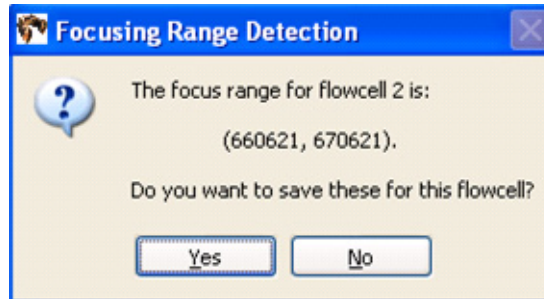 Focusing Range Detection
The focus range for flowcell 2 is:
(660621, 670621).
Do you want to save these for this flowcell?
Yes No